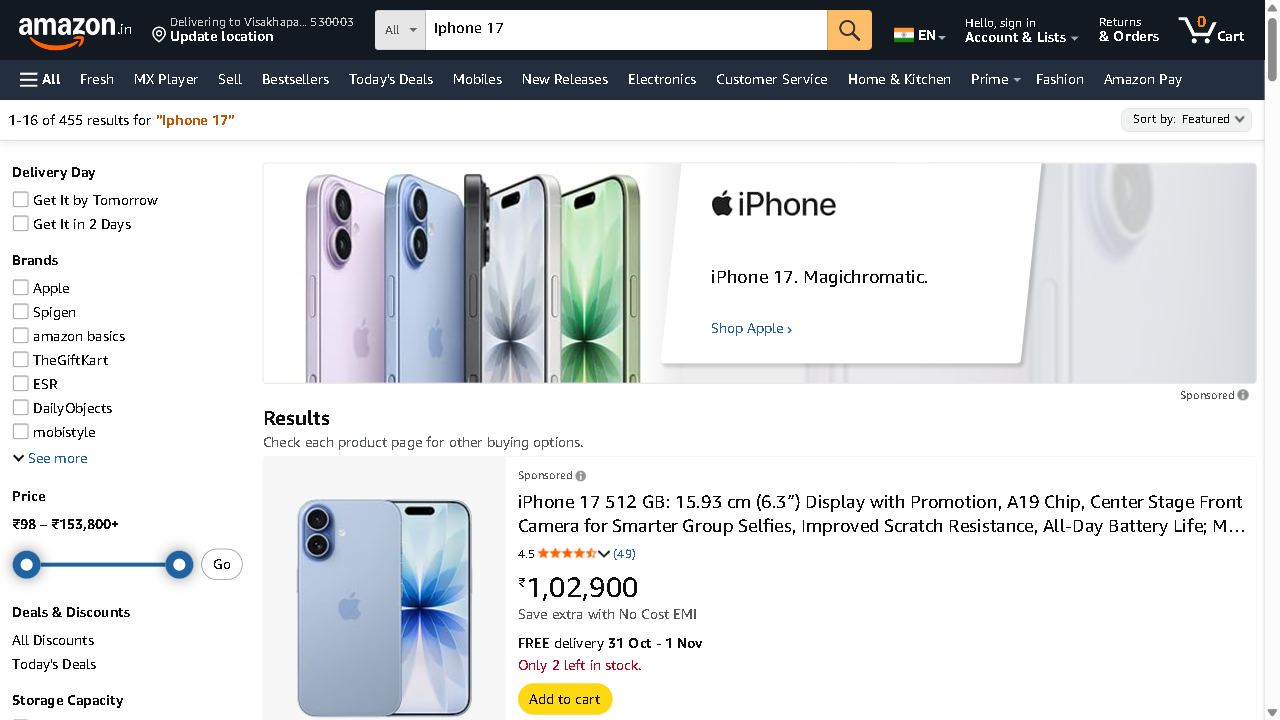 amazon.in
Delivering to Visakhapa... 530003
Update location
All
Iphone 17
EN
Hello, sign in
Account & Lists
Returns
& Orders
0
Cart
All
Fresh
MX Player
Sell
Bestsellers
Today's Deals
Mobiles
New Releases
Electronics
Customer Service
Home & Kitchen
Prime
Fashion
Amazon Pay
1-16 of 455 results for "Iphone 17"
Sort by: Featured
Delivery Day
Get It by Tomorrow
Get It in 2 Days
Brands
Apple
Spigen
amazon basics
TheGiftKart
ESR
DailyObjects
mobistyle
See more
Price
₹98 – ₹153,800+
Go
Deals & Discounts
All Discounts
Today's Deals
Storage Capacity
iPhone
iPhone 17. Magichromatic.
Shop Apple ›
Sponsored
Results
Check each product page for other buying options.
Sponsored
iPhone 17 512 GB: 15.93 cm (6.3″) Display with Promotion, A19 Chip, Center Stage Front
Camera for Smarter Group Selfies, Improved Scratch Resistance, All-Day Battery Life; M…
4.5
(49)
₹1,02,900
Save extra with No Cost EMI
FREE delivery 31 Oct - 1 Nov
Only 2 left in stock.
Add to cart